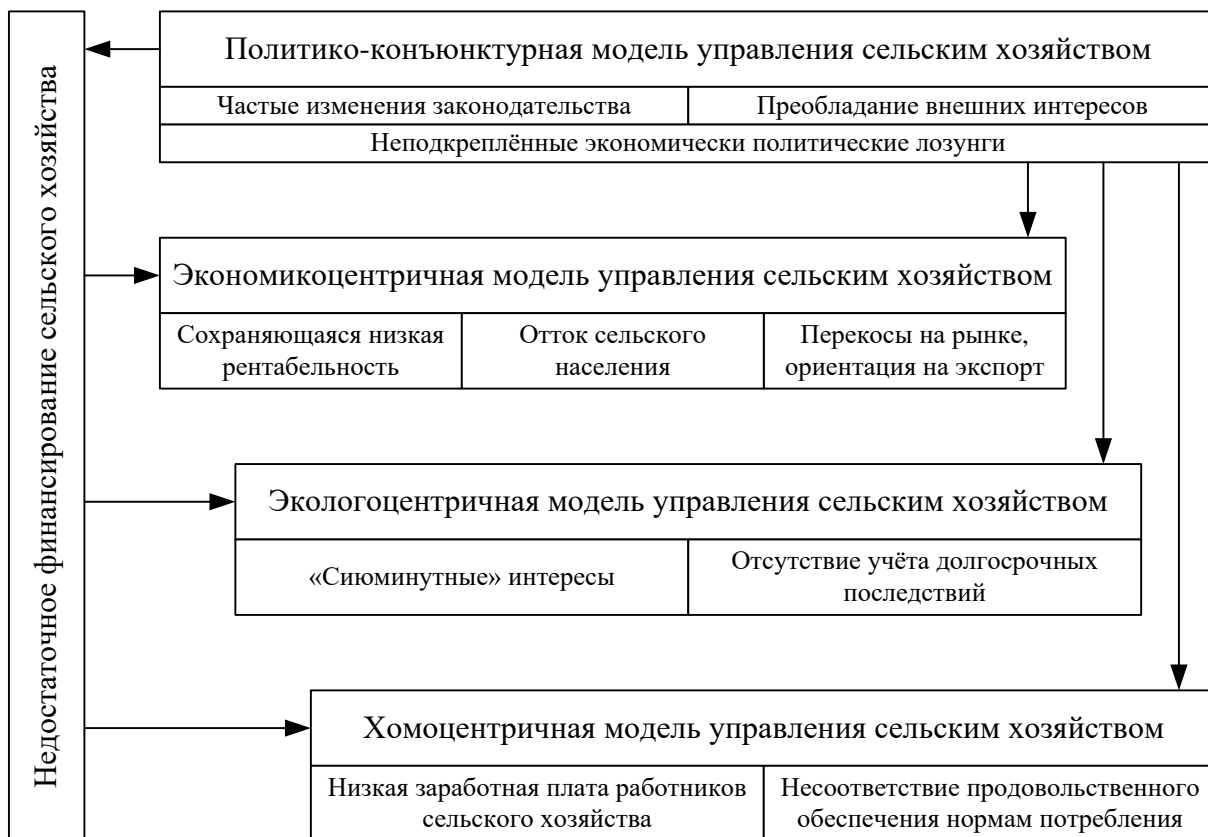 Недостаточное финансирование сельского хозяйства
Политико-конъюнктурная модель управления сельским хозяйством
Частые изменения законодательства
Преобладание внешних интересов
Неподкреплённые экономически политические лозунги
Экономикоцентричная модель управления сельским хозяйством
Сохраняющаяся низкая
рентабельность
Отток сельского
населения
Перекосы на рынке,
ориентация на экспорт
Экологоцентричная модель управления сельским хозяйством
«Сиюминутные» интересы
Отсутствие учёта долгосрочных
последствий
Хомоцентричная модель управления сельским хозяйством
Низкая заработная плата работников
сельского хозяйства
Несоответствие продовольственного
обеспечения нормам потребления